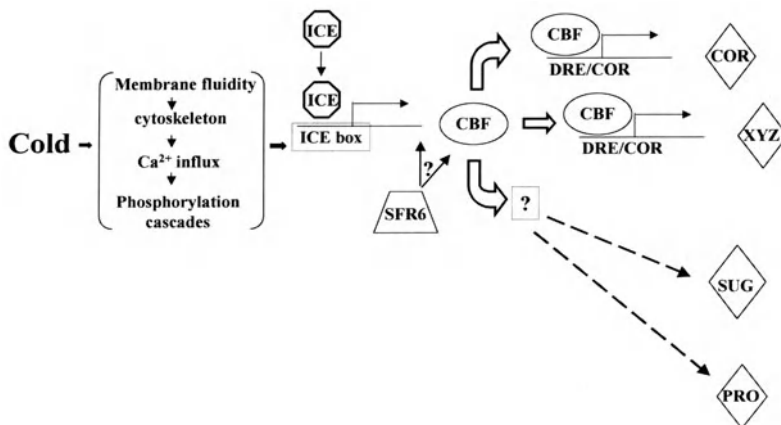 Cold
Membrane fluidity
cytoskeleton
Ca²⁺ influx
Phosphorylation
cascades
ICE
ICE
ICE box
?
SFR6
CBF
CBF
DRE/COR
COR
CBF
DRE/COR
XYZ
?
SUG
PRO